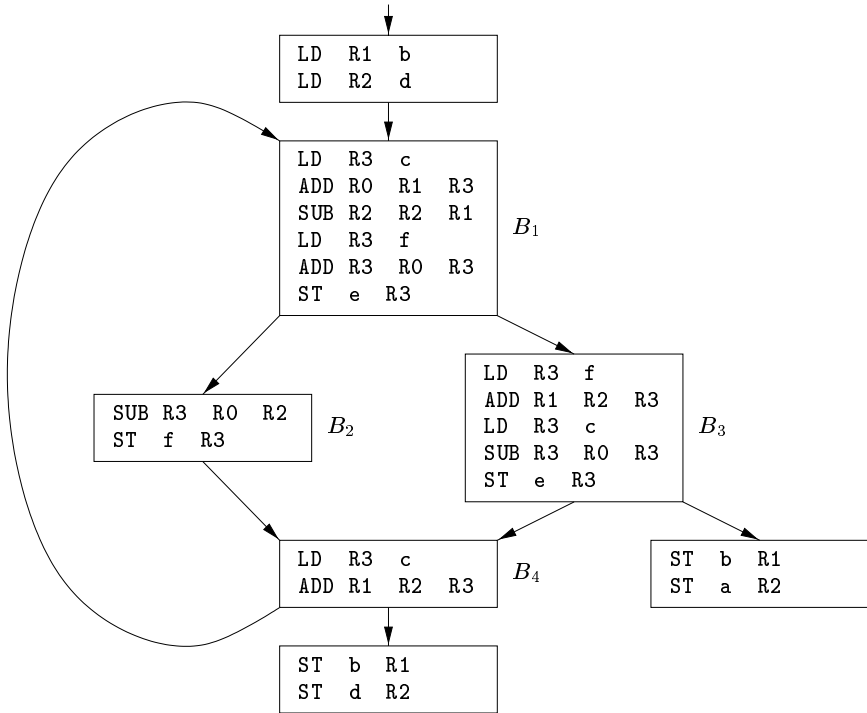 LD R1 b
LD R2 d
LD R3 c
ADD R0 R1 R3
SUB R2 R2 R1
LD R3 f
ADD R3 R0 R3
ST e R3
B1
SUB R3 R0 R2
ST f R3
B2
LD R3 f
ADD R1 R2 R3
LD R3 c
SUB R3 R0 R3
ST e R3
B3
LD R3 c
ADD R1 R2 R3
B4
ST b R1
ST a R2
ST b R1
ST d R2